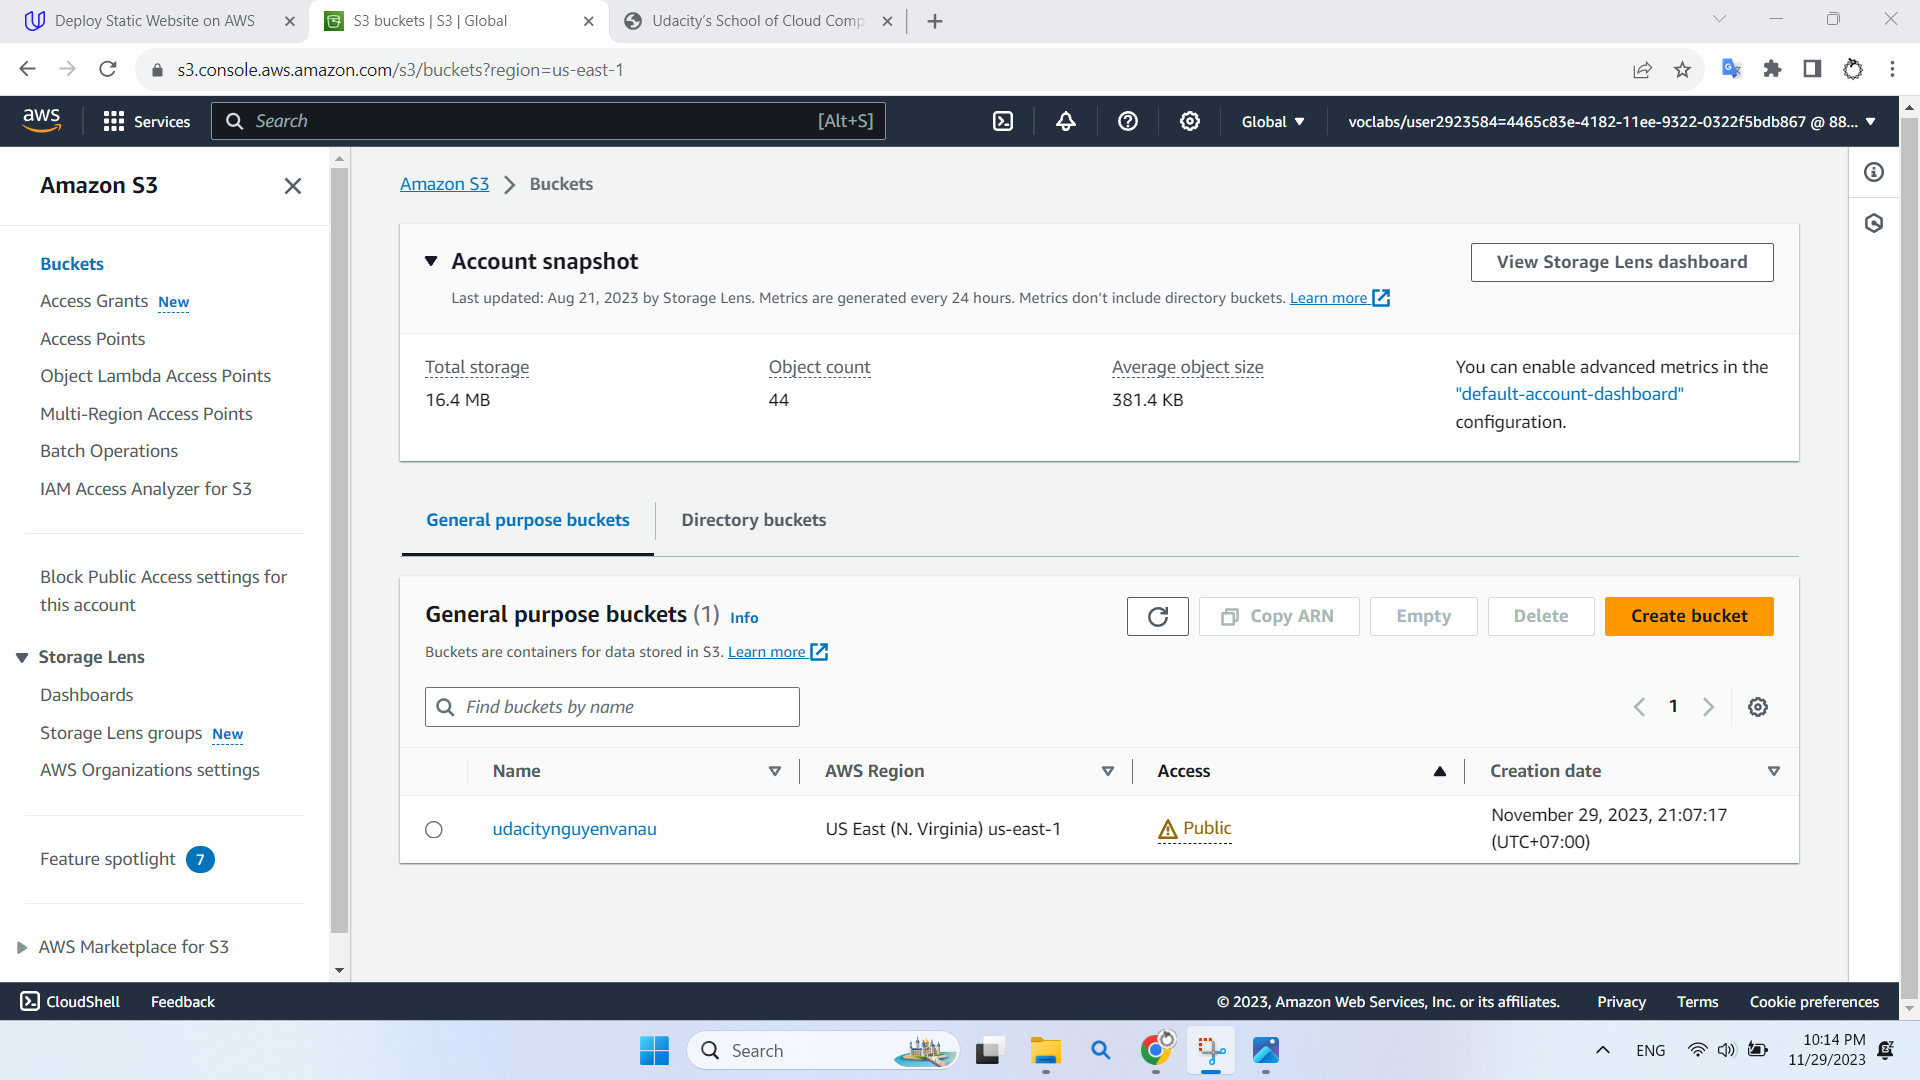 Deploy Static Website on AWS
S3 buckets | S3 | Global
Udacity's School of Cloud Comp
s3.console.aws.amazon.com/s3/buckets?region=us-east-1
aws
Services
Search
[Alt+S]
Global
voclabs/user2923584=4465c83e-4182-11ee-9322-0322f5bdb867 @ 88...
Amazon S3
Buckets
Access Grants New
Access Points
Object Lambda Access Points
Multi-Region Access Points
Batch Operations
IAM Access Analyzer for S3
Block Public Access settings for
this account
Storage Lens
Dashboards
Storage Lens groups New
AWS Organizations settings
Feature spotlight 7
AWS Marketplace for S3
Amazon S3 > Buckets
Account snapshot
View Storage Lens dashboard
Last updated: Aug 21, 2023 by Storage Lens. Metrics are generated every 24 hours. Metrics don't include directory buckets. Learn more
Total storage
16.4 MB
Object count
44
Average object size
381.4 KB
You can enable advanced metrics in the
"default-account-dashboard"
configuration.
General purpose buckets
Directory buckets
General purpose buckets (1) Info
Copy ARN
Empty
Delete
Create bucket
Buckets are containers for data stored in S3. Learn more
Find buckets by name
1
Name
AWS Region
Access
Creation date
udacitynguyenvanau
US East (N. Virginia) us-east-1
Public
November 29, 2023, 21:07:17
(UTC+07:00)
CloudShell
Feedback
© 2023, Amazon Web Services, Inc. or its affiliates.
Privacy
Terms
Cookie preferences
Search
ENG
10:14 PM
11/29/2023